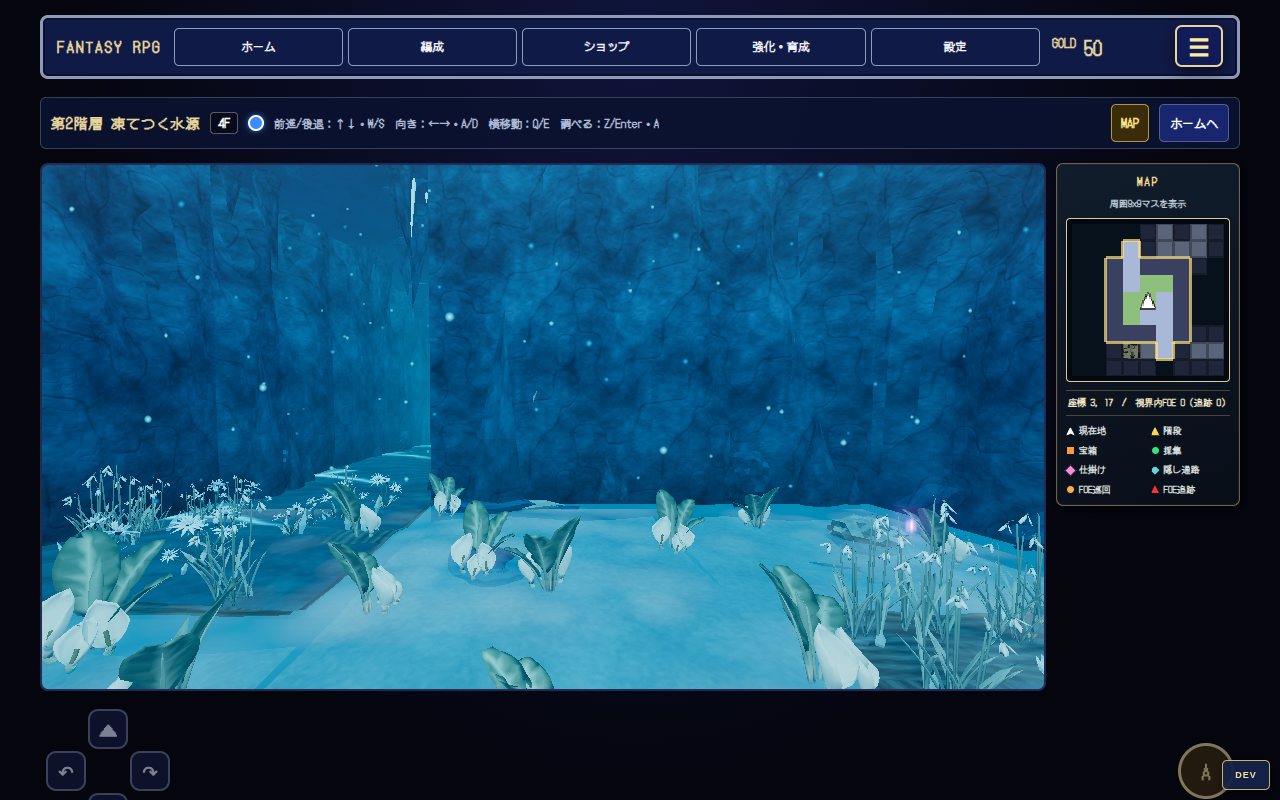 FANTASY RPG
ホーム
編成
ショップ
強化・育成
設定
GOLD 50
第2階層 凍てつく水源
4F
前進/後退：↑↓・W/S 向き：←→・A/D 横移動：Q/E 調べる：Z/Enter・A
MAP
ホームへ
MAP
周囲9x9マスを表示
座標 3, 17 / 視界内FOE 0 (追跡 0)
現在地
階段
宝箱
採集
仕掛け
隠し通路
FOE巡回
FOE追跡
A
DEV